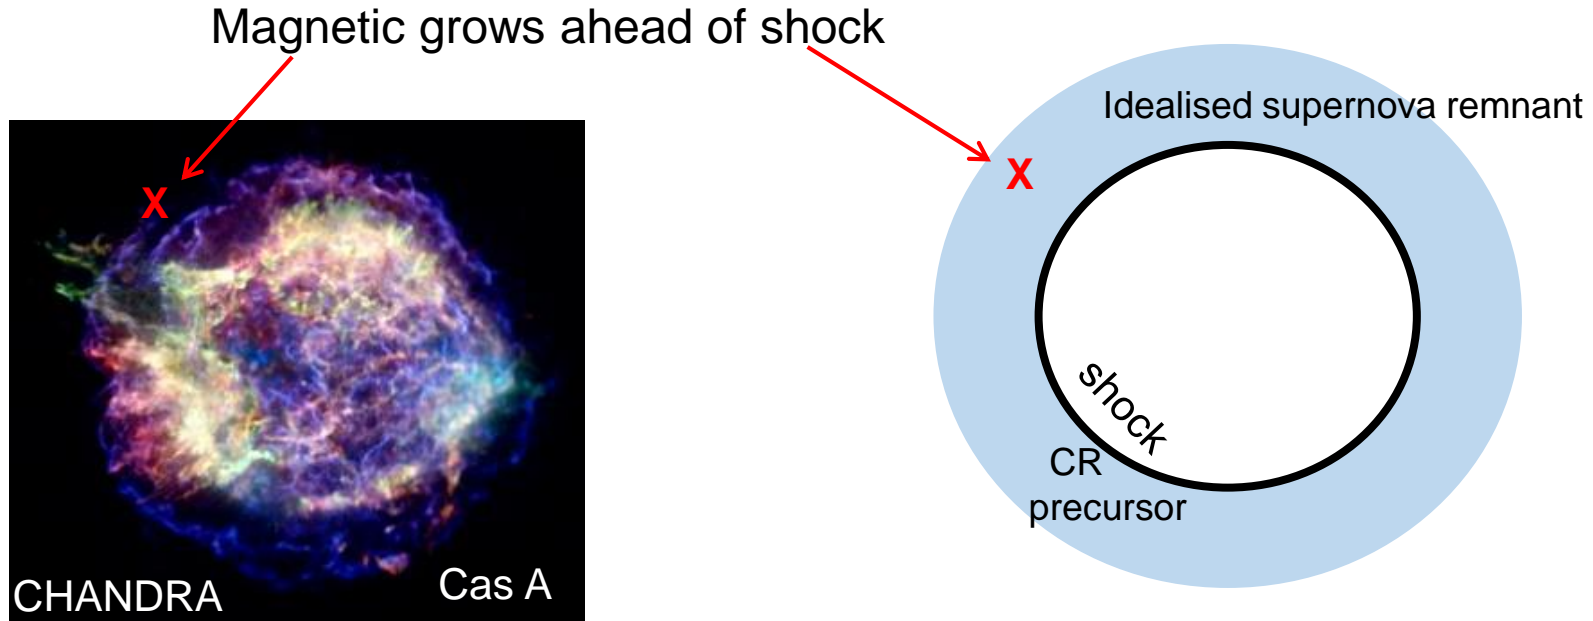 Magnetic grows ahead of shock
Idealised supernova remnant
X
X
shock
CR
precursor
CHANDRA
Cas A